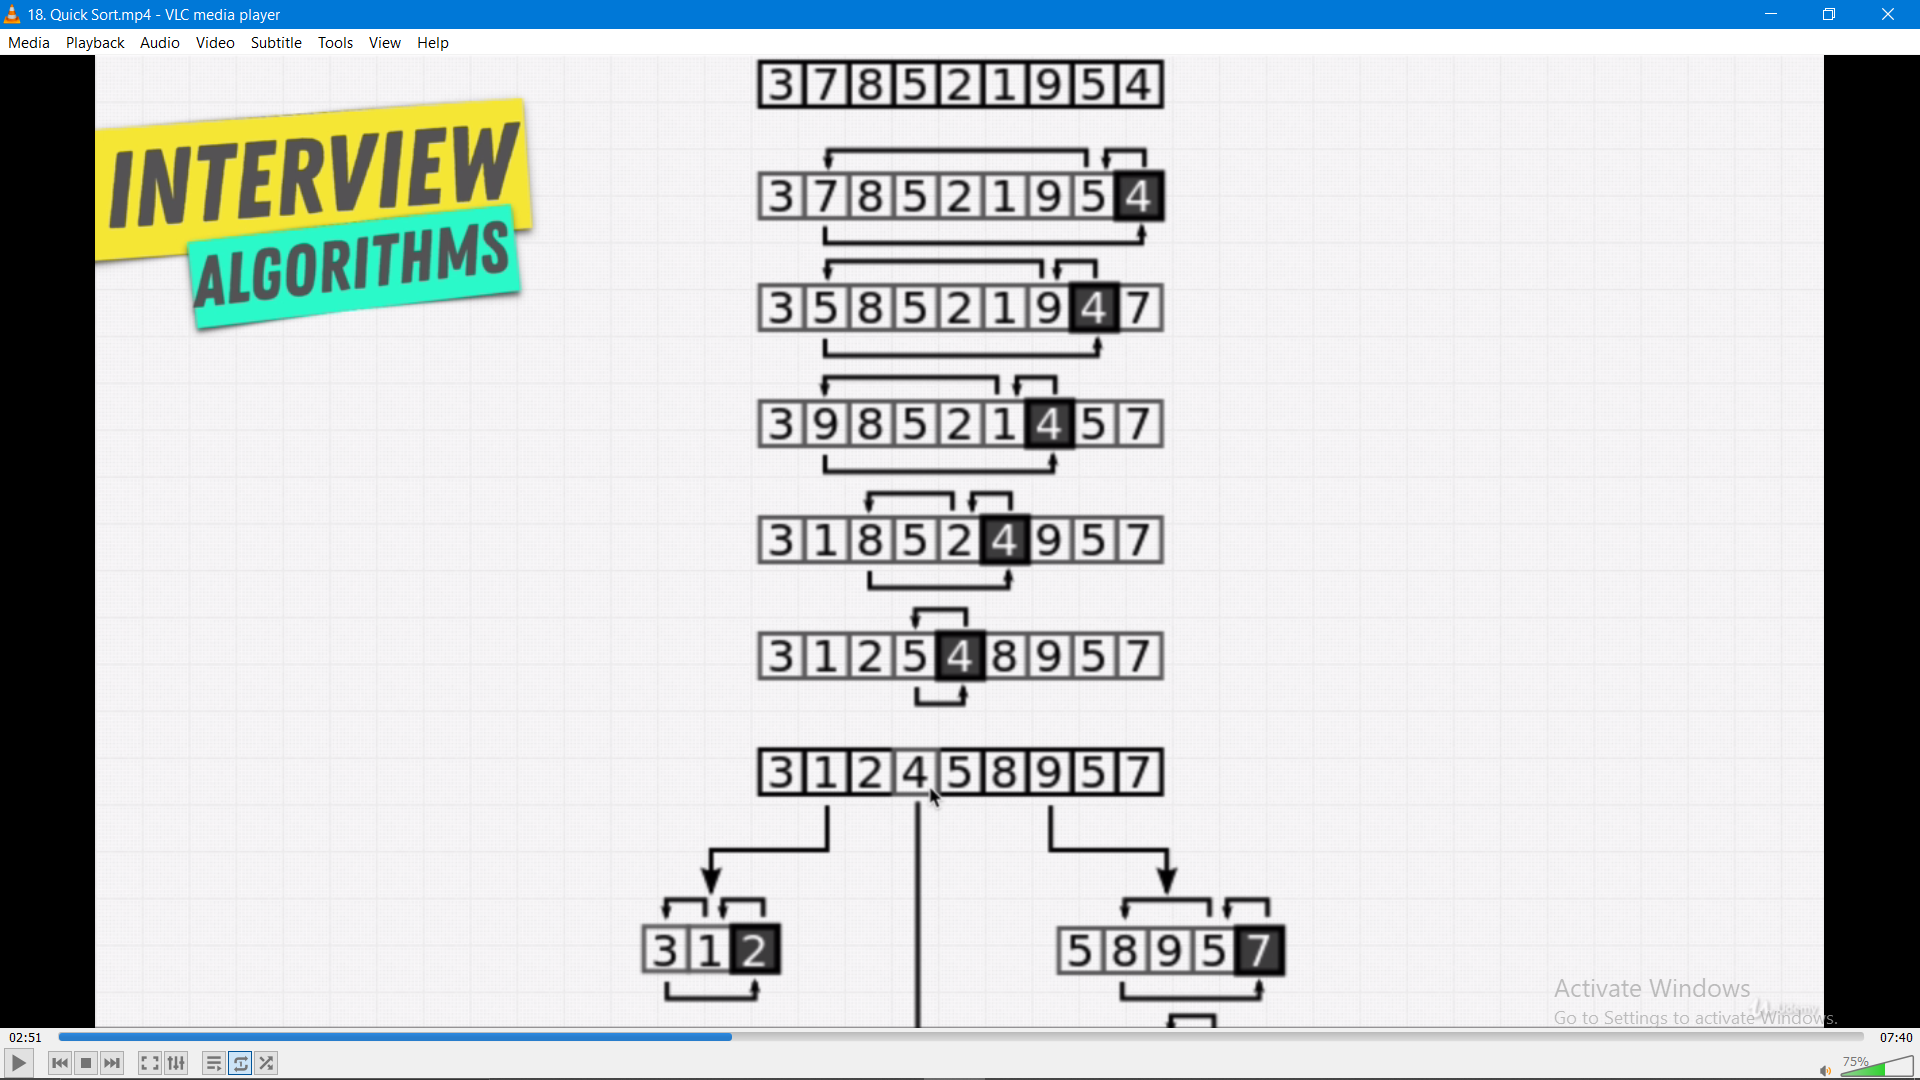 18. Quick Sort.mp4 - VLC media player
Media Playback Audio Video Subtitle Tools View Help
INTERVIEW
ALGORITHMS
3 7 8 5 2 1 9 5 4
3 7 8 5 2 1 9 5 4
3 5 8 5 2 1 9 4 7
3 9 8 5 2 1 4 5 7
3 1 8 5 2 4 9 5 7
3 1 2 5 4 8 9 5 7
3 1 2 4 5 8 9 5 7
3 1 2
5 8 9 5 7
Activate Windows
Go to Settings to activate Windows.
02:51
07:40
75%